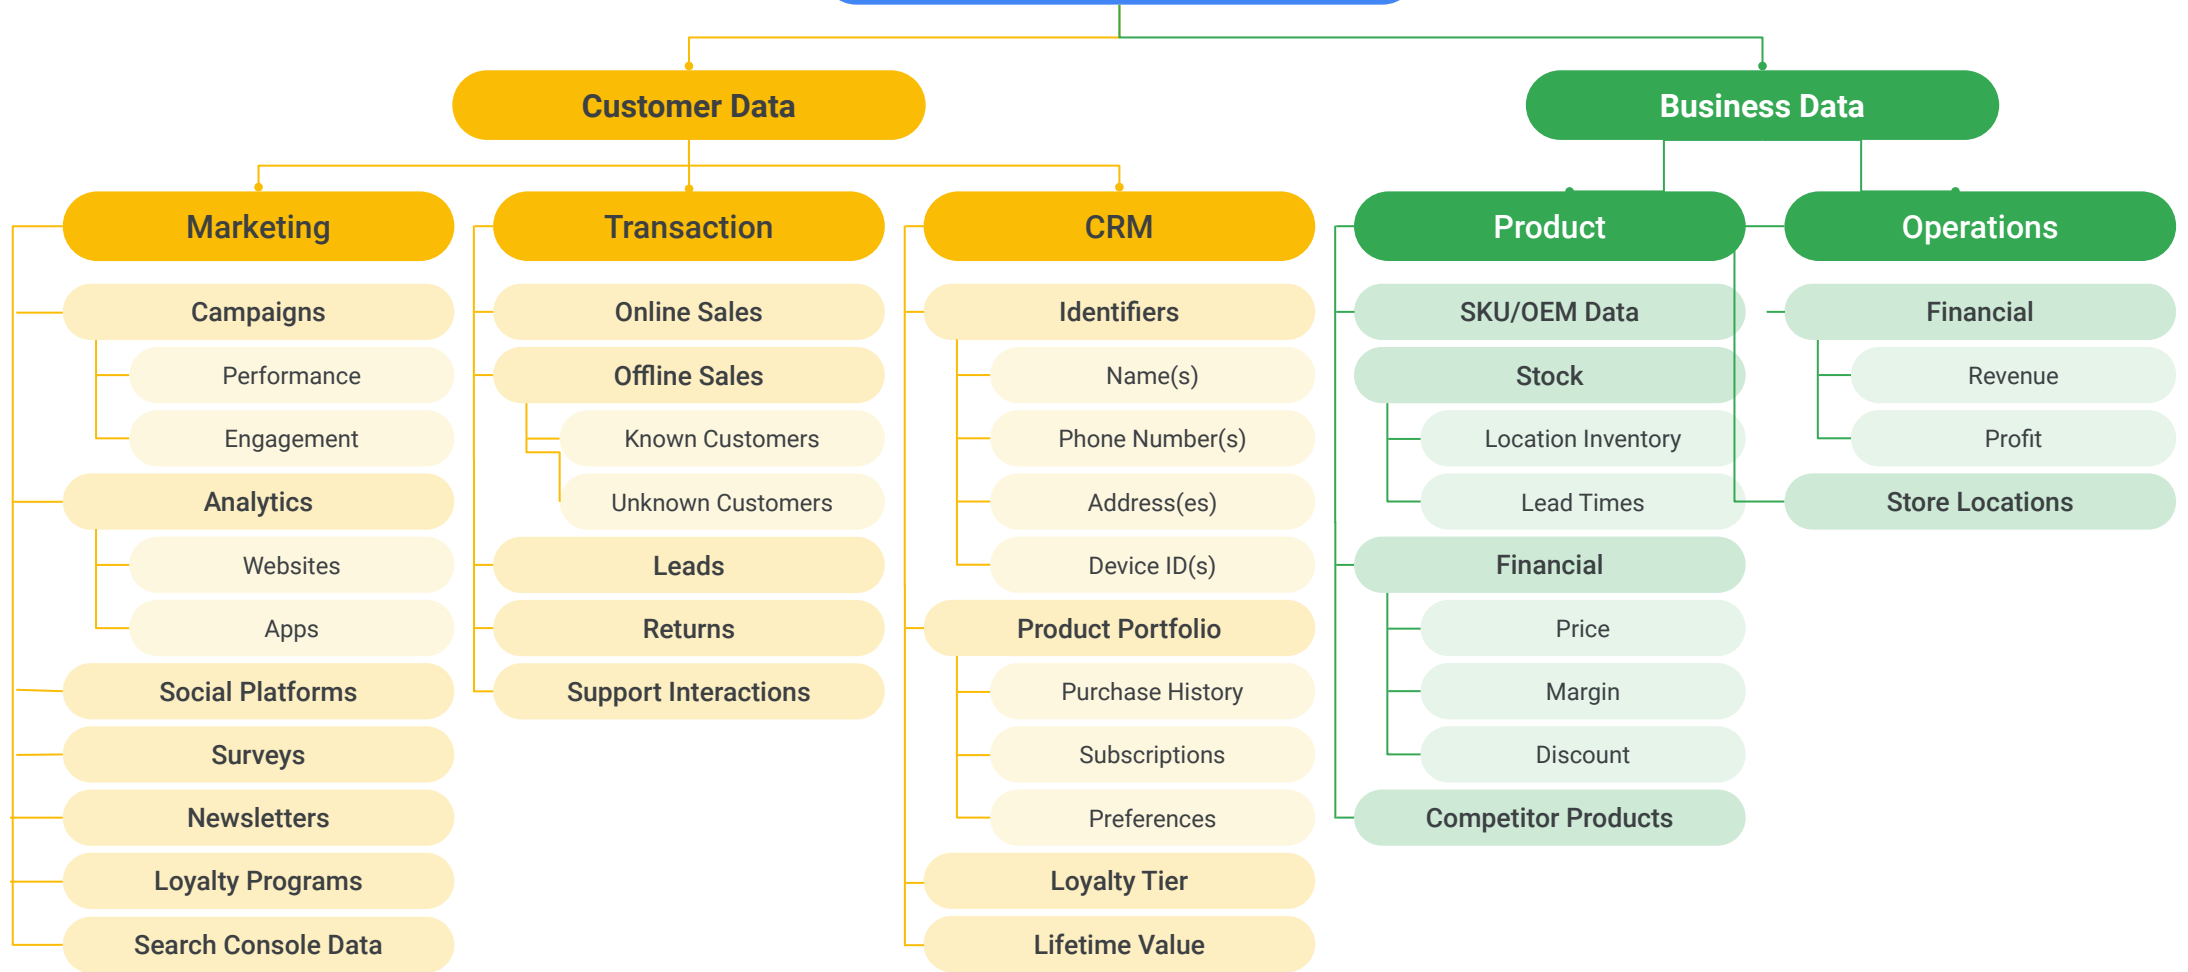 Customer Data
Business Data
Marketing
Transaction
CRM
Product
Operations
Campaigns
Performance
Engagement
Analytics
Websites
Apps
Social Platforms
Surveys
Newsletters
Loyalty Programs
Search Console Data
Online Sales
Offline Sales
Known Customers
Unknown Customers
Leads
Returns
Support Interactions
Identifiers
Name(s)
Phone Number(s)
Address(es)
Device ID(s)
Product Portfolio
Purchase History
Subscriptions
Preferences
Loyalty Tier
Lifetime Value
SKU/OEM Data
Stock
Location Inventory
Lead Times
Financial
Price
Margin
Discount
Competitor Products
Financial
Revenue
Profit
Store Locations